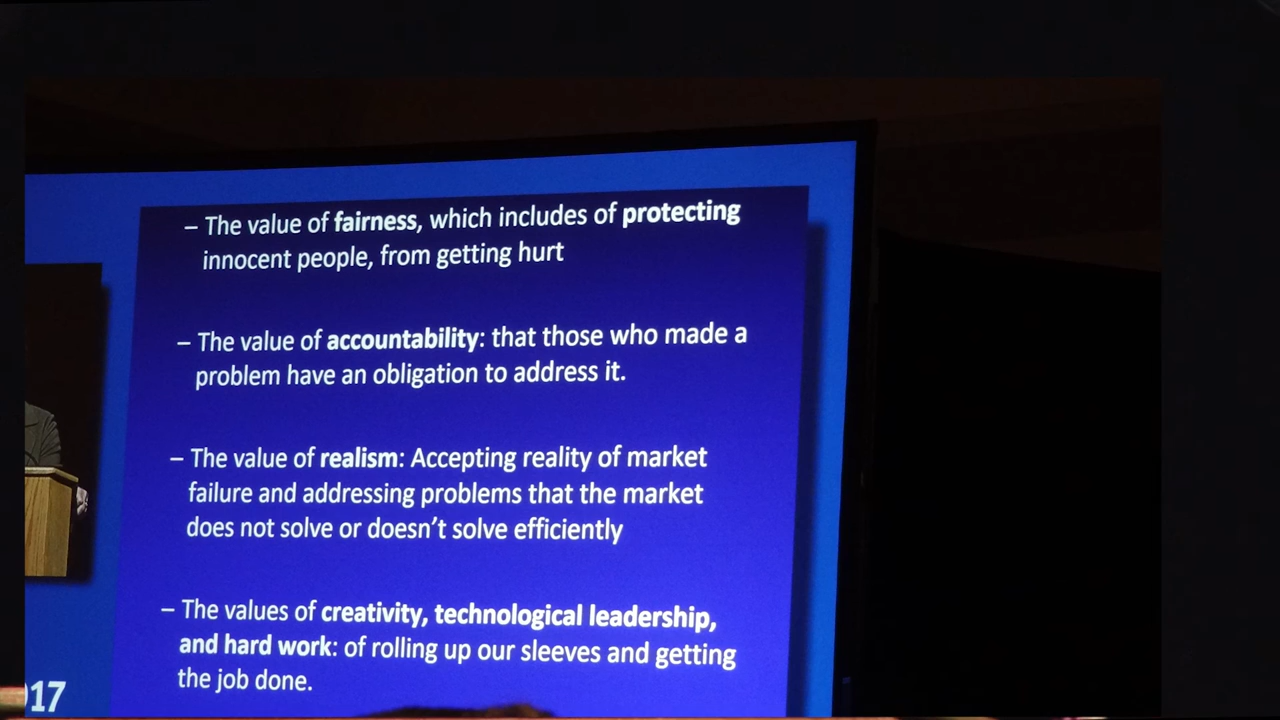 – The value of fairness, which includes of protecting
innocent people, from getting hurt
– The value of accountability: that those who made a
problem have an obligation to address it.
– The value of realism: Accepting reality of market
failure and addressing problems that the market
does not solve or doesn't solve efficiently
– The values of creativity, technological leadership,
and hard work: of rolling up our sleeves and getting
the job done.
17